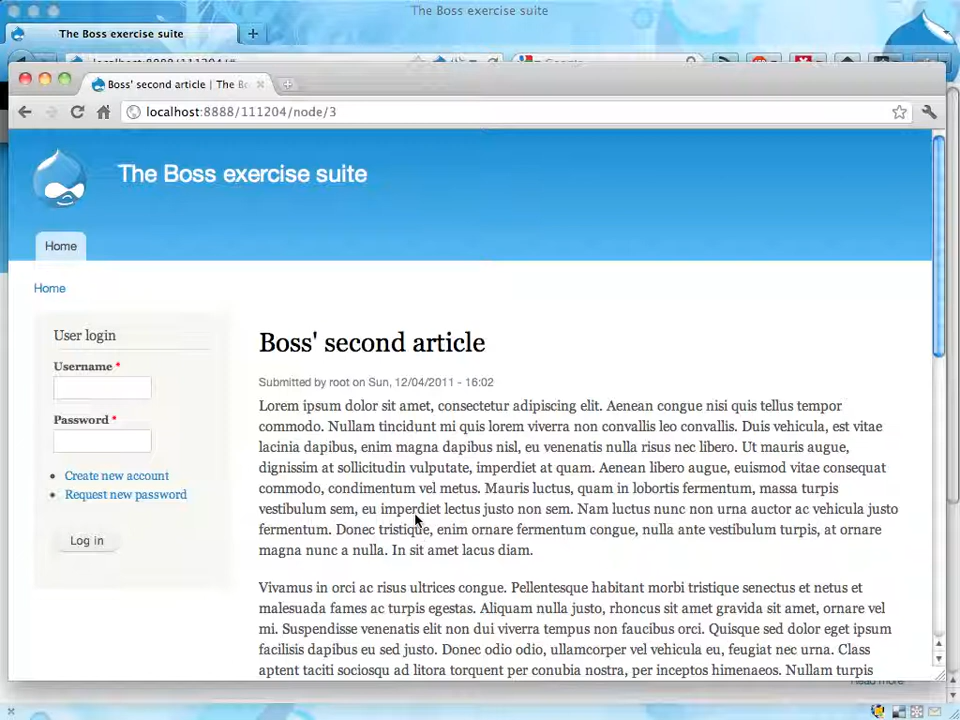 The Boss exercise suite
The Boss exercise suite
Boss' second article | The Bo
localhost:8888/111204/node/3
The Boss exercise suite
Home
Home
User login
Username *
Password *
Create new account
Request new password
Log in
Boss' second article
Submitted by root on Sun, 12/04/2011 - 16:02
Lorem ipsum dolor sit amet, consectetur adipiscing elit. Aenean congue nisi quis tellus tempor
commodo. Nullam tincidunt mi quis lorem viverra non convallis leo convallis. Duis vehicula, est vitae
lacinia dapibus, enim magna dapibus nisl, eu venenatis nulla risus nec libero. Ut mauris augue,
dignissim at sollicitudin vulputate, imperdiet at quam. Aenean libero augue, euismod vitae consequat
commodo, condimentum vel metus. Mauris luctus, quam in lobortis fermentum, massa turpis
vestibulum sem, eu imperdiet lectus justo non sem. Nam luctus nunc non urna auctor ac vehicula justo
fermentum. Donec tristique, enim ornare fermentum congue, nulla ante vestibulum turpis, at ornare
magna nunc a nulla. In sit amet lacus diam.
Vivamus in orci ac risus ultrices congue. Pellentesque habitant morbi tristique senectus et netus et
malesuada fames ac turpis egestas. Aliquam nulla justo, rhoncus sit amet gravida sit amet, ornare vel
mi. Suspendisse venenatis elit non dui viverra tempus non faucibus orci. Quisque sed dolor eget ipsum
facilisis dapibus eu sed justo. Donec odio odio, ullamcorper vel vehicula eu, feugiat nec urna. Class
aptent taciti sociosqu ad litora torquent per conubia nostra, per inceptos himenaeos. Nullam turpis